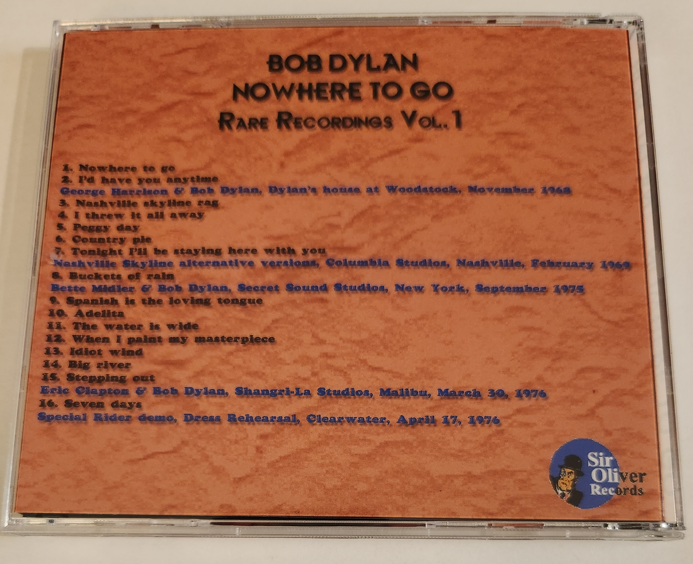 BOB DYLAN
NOWHERE TO GO
RARE RECORDINGS VOL.1
1. Nowhere to go
2. I'd have you anytime
George Harrison & Bob Dylan, Dylan's house at Woodstock, November 1968
3. Nashville skyline rag
4. I threw it all away
5. Peggy day
6. Country pie
7. Tonight I'll be staying here with you
Nashville Skyline alternative versions, Columbia Studios, Nashville, February 1969
8. Buckets of rain
Bette Midler & Bob Dylan, Secret Sound Studios, New York, September 1975
9. Spanish is the loving tongue
10. Adelita
11. The water is wide
12. When I paint my masterpiece
13. Idiot wind
14. Big river
15. Stepping out
Eric Clapton & Bob Dylan, Shangri-La Studios, Malibu, March 30, 1976
16. Seven days
Special Rider demo, Dress Rehearsal, Clearwater, April 17, 1976
Sir
Oliver
Records